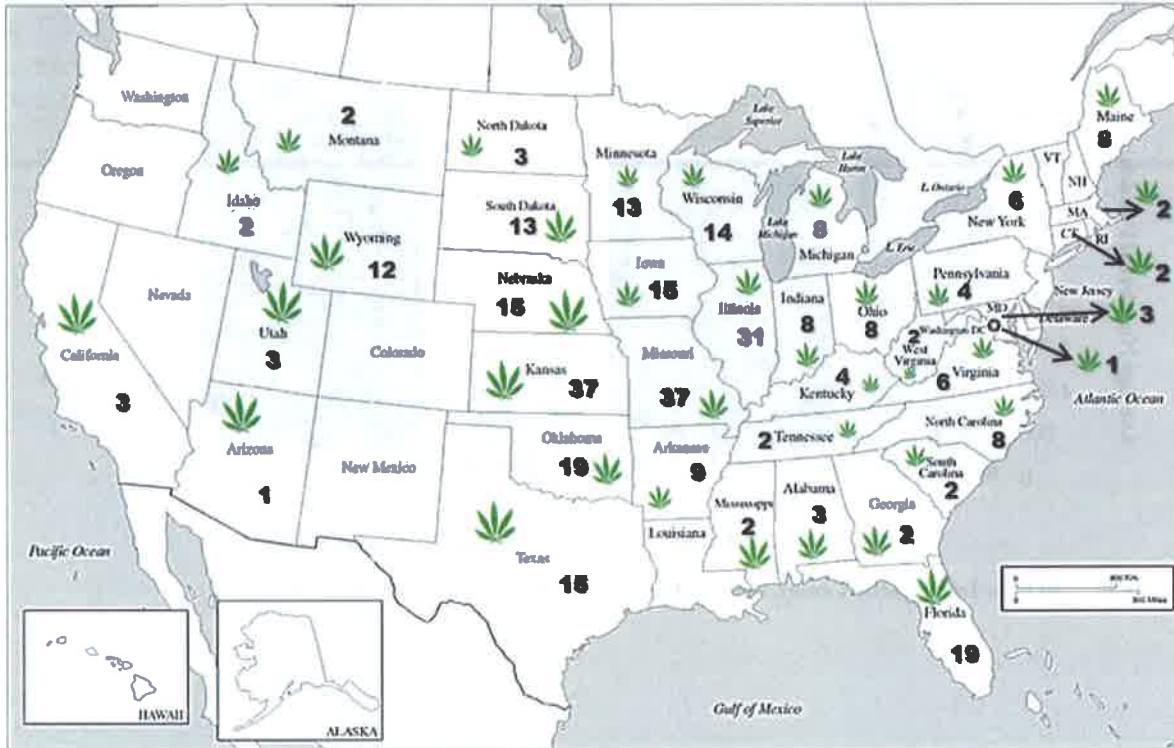 Washington
Oregon
California
3
Nevada
Idaho
2
2
Montana
Wyoming
12
Utah
3
Colorado
Arizona
1
New Mexico
North Dakota
3
South Dakota
13
Nebraska
15
Kansas
37
Oklahoma
19
Texas
15
Minnesota
13
Iowa
15
Missouri
37
Arkansas
9
Louisiana
Wisconsin
14
Illinois
31
Lake Superior
Lake Michigan
Lake Huron
L. Erie
L. Ontario
8
Michigan
Indiana
8
Ohio
8
4
Kentucky
2 Tennessee
Mississippi
2
Alabama
3
Georgia
2
Florida
19
South Carolina
2
North Carolina
8
Virginia
6
2
West Virginia
Washington DC
MD
Delaware
New Jersey
Pennsylvania
4
6
New York
VT
NH
MA
CT
RI
Maine
8
2
2
3
1
Atlantic Ocean
Pacific Ocean
Gulf of Mexico
HAWAII
ALASKA
0
0